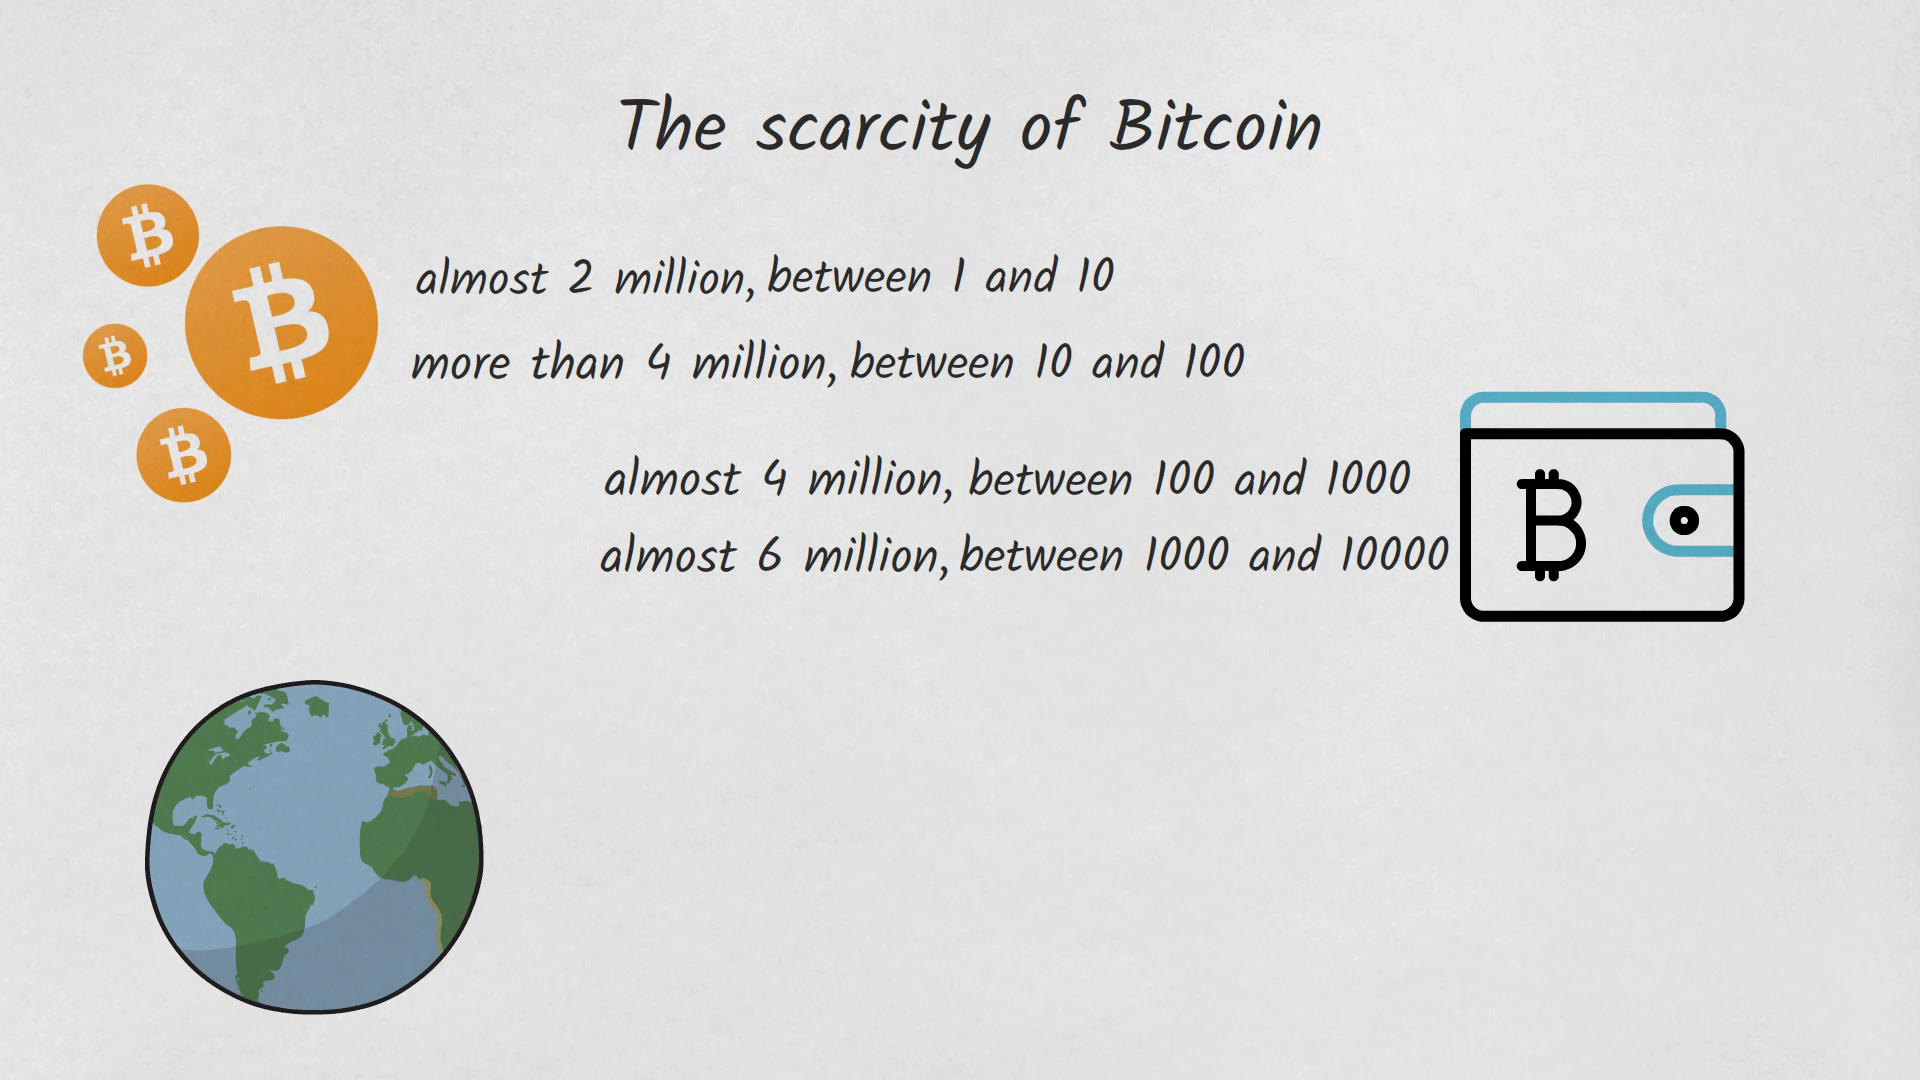 The scarcity of Bitcoin
almost 2 million, between 1 and 10
more than 4 million, between 10 and 100
almost 4 million, between 100 and 1000
almost 6 million, between 1000 and 10000